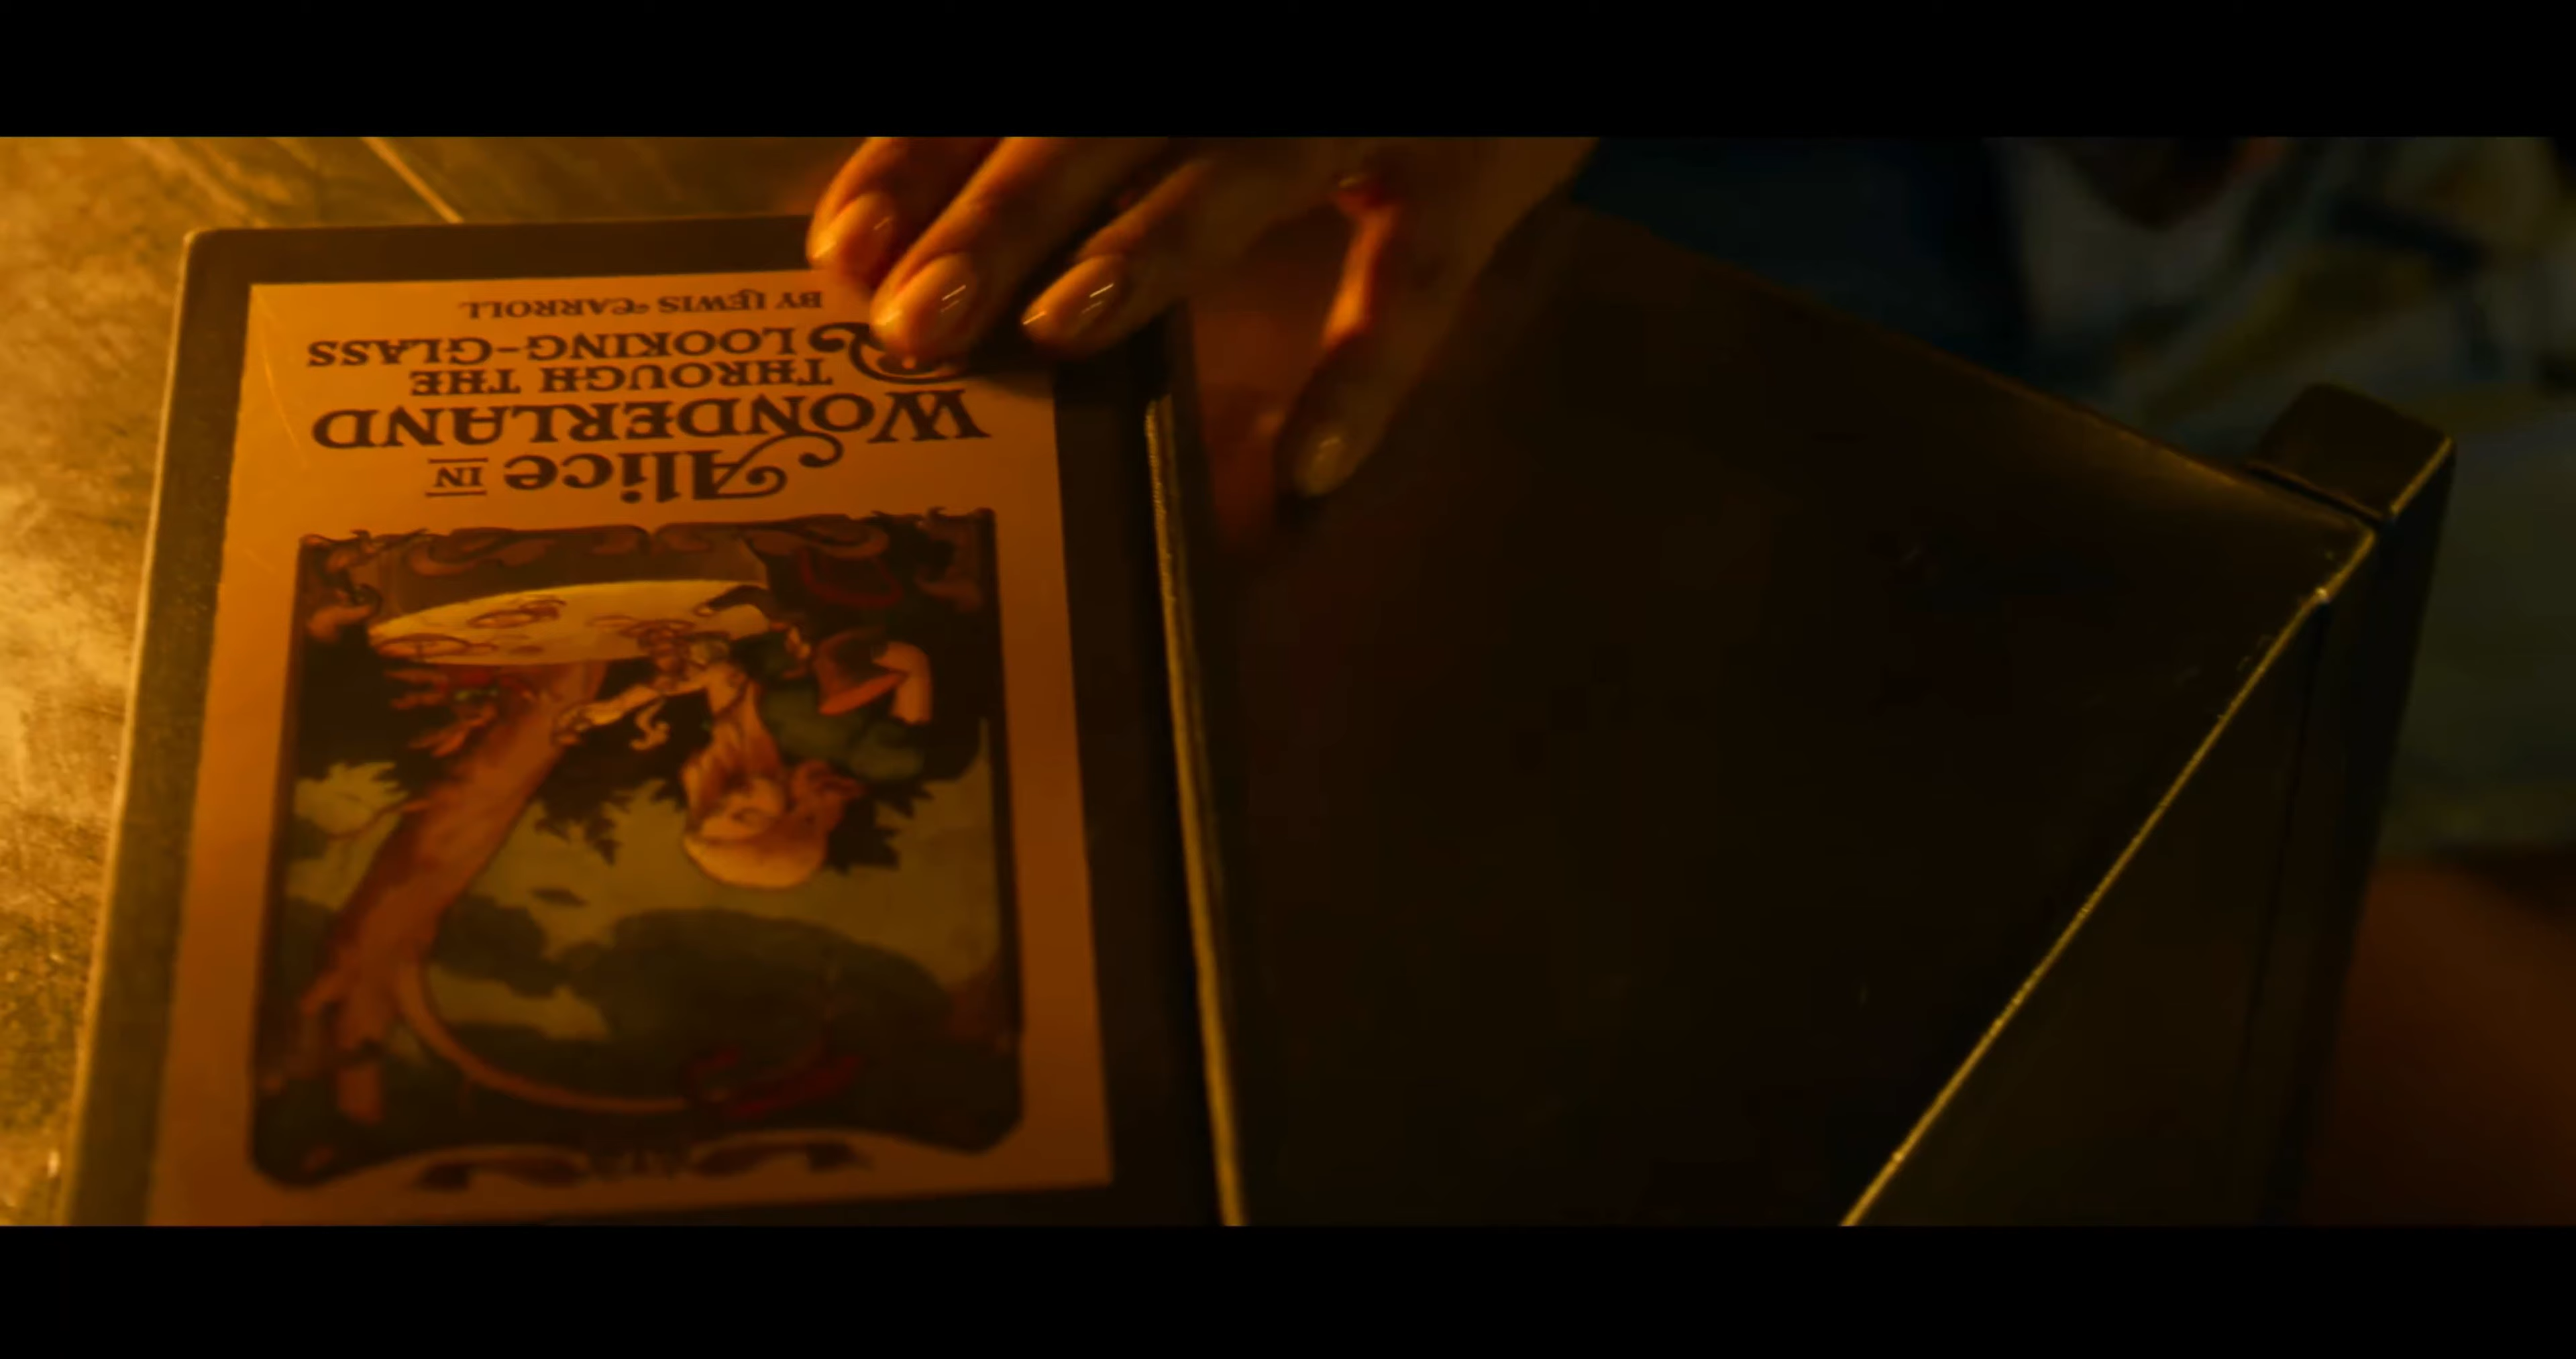 Alice IN
WONDERLAND
& THROUGH THE
LOOKING-GLASS
BY LEWIS CARROLL